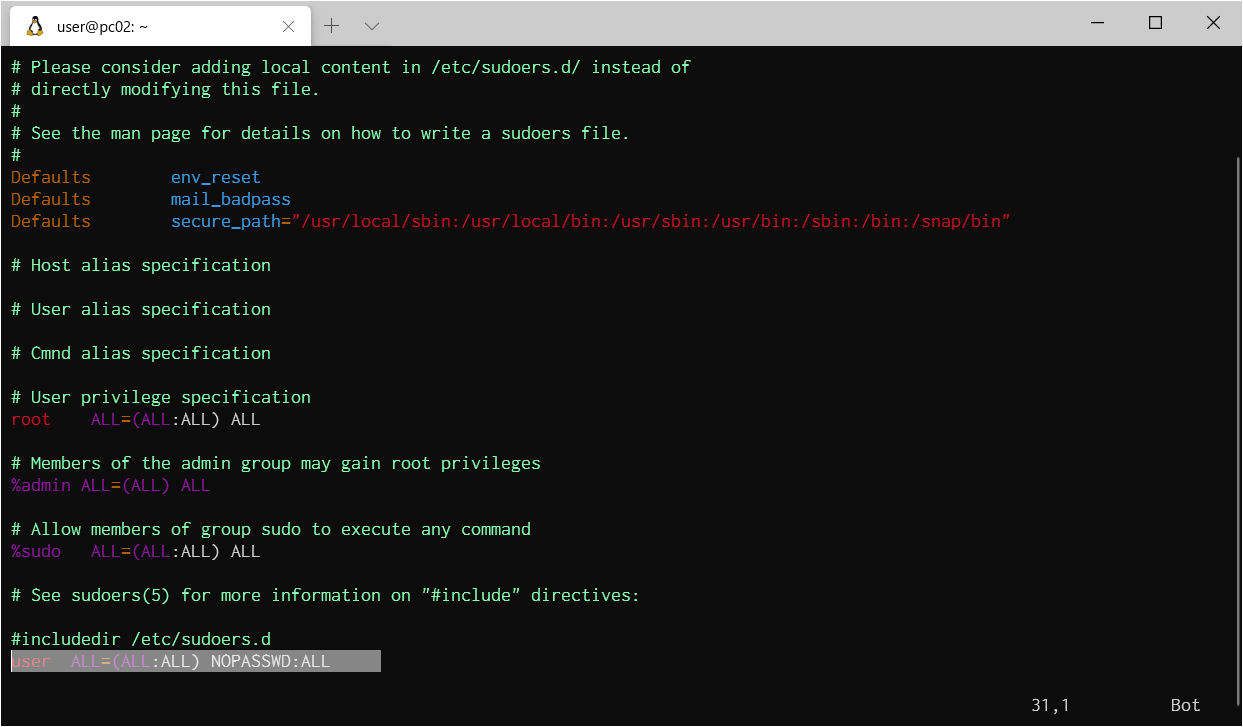 user@pc02: ~
# Please consider adding local content in /etc/sudoers.d/ instead of
# directly modifying this file.
#
# See the man page for details on how to write a sudoers file.
#
Defaults        env_reset
Defaults        mail_badpass
Defaults        secure_path="/usr/local/sbin:/usr/local/bin:/usr/sbin:/usr/bin:/sbin:/bin:/snap/bin"

# Host alias specification

# User alias specification

# Cmnd alias specification

# User privilege specification
root    ALL=(ALL:ALL) ALL

# Members of the admin group may gain root privileges
%admin ALL=(ALL) ALL

# Allow members of group sudo to execute any command
%sudo   ALL=(ALL:ALL) ALL

# See sudoers(5) for more information on "#include" directives:

#includedir /etc/sudoers.d
user  ALL=(ALL:ALL) NOPASSWD:ALL
31,1          Bot